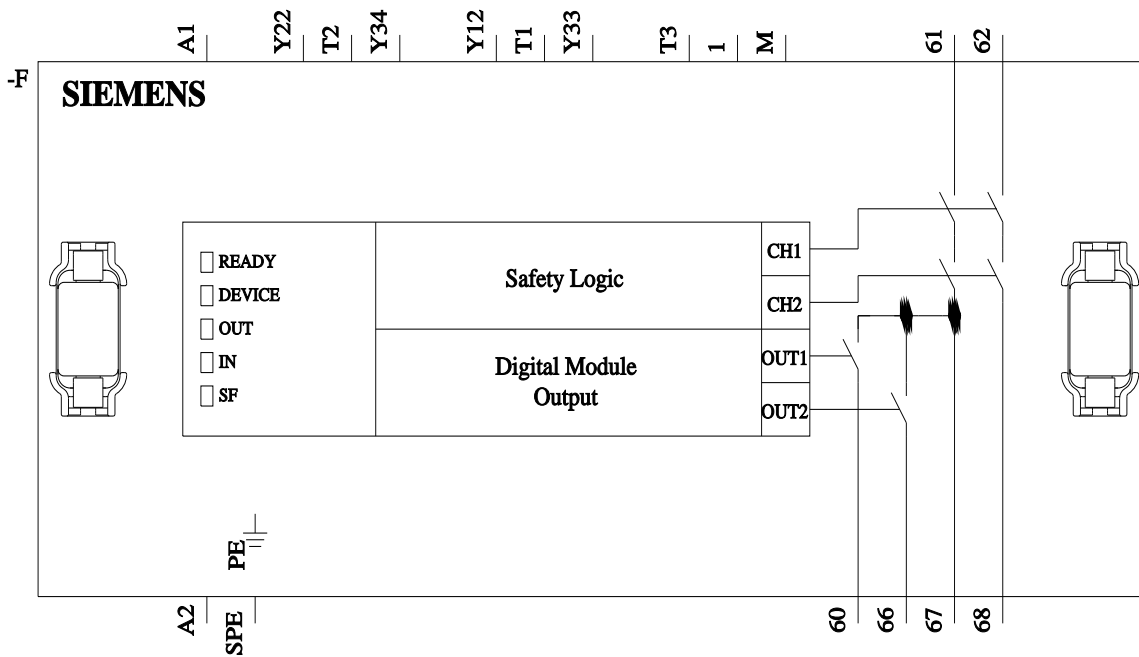 A1 Y22 T2 Y34 Y12 T1 Y33 T3 1 M 61 62
-F
SIEMENS
READY
DEVICE
OUT
IN
SF
Safety Logic
Digital Module
Output
CH1
CH2
OUT1
OUT2
PE
A2 SPE 60 66 67 68